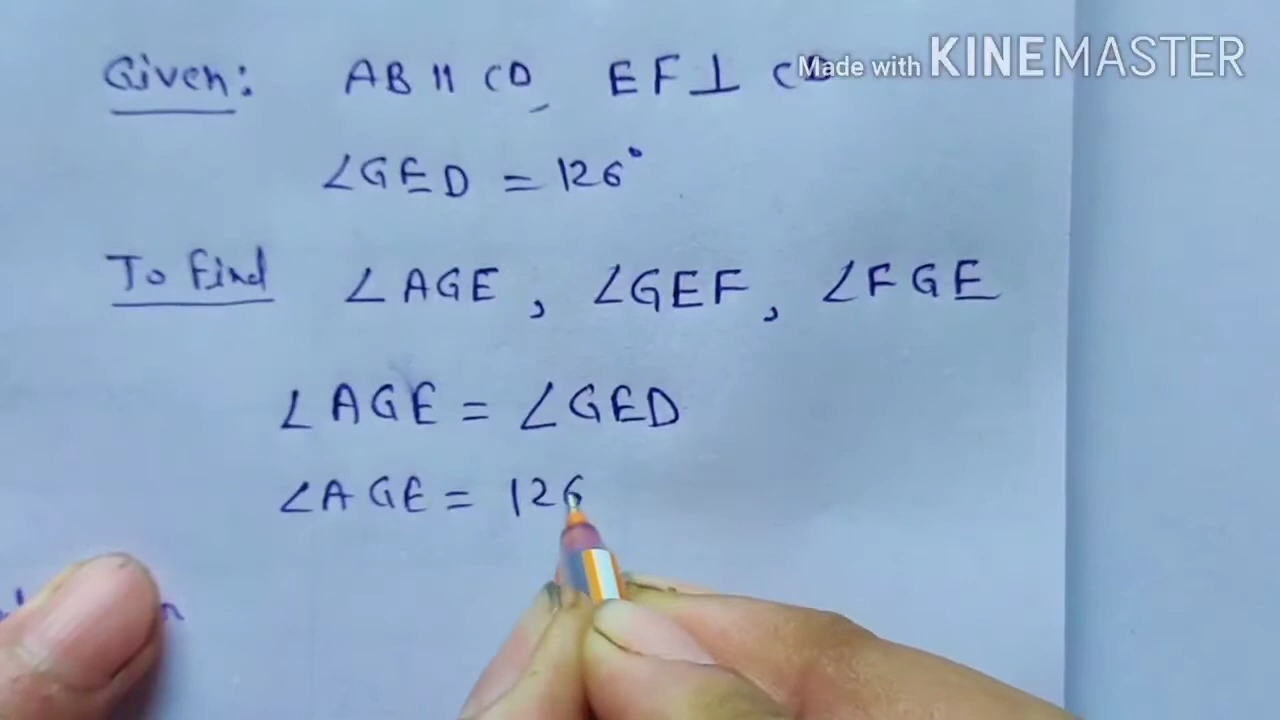 Given: AB || CD, EF ⊥ CD
Made with KINEMASTER
∠GED = 126°
To Find ∠AGE, ∠GEF, ∠FGE
∠AGE = ∠GED
∠AGE = 126